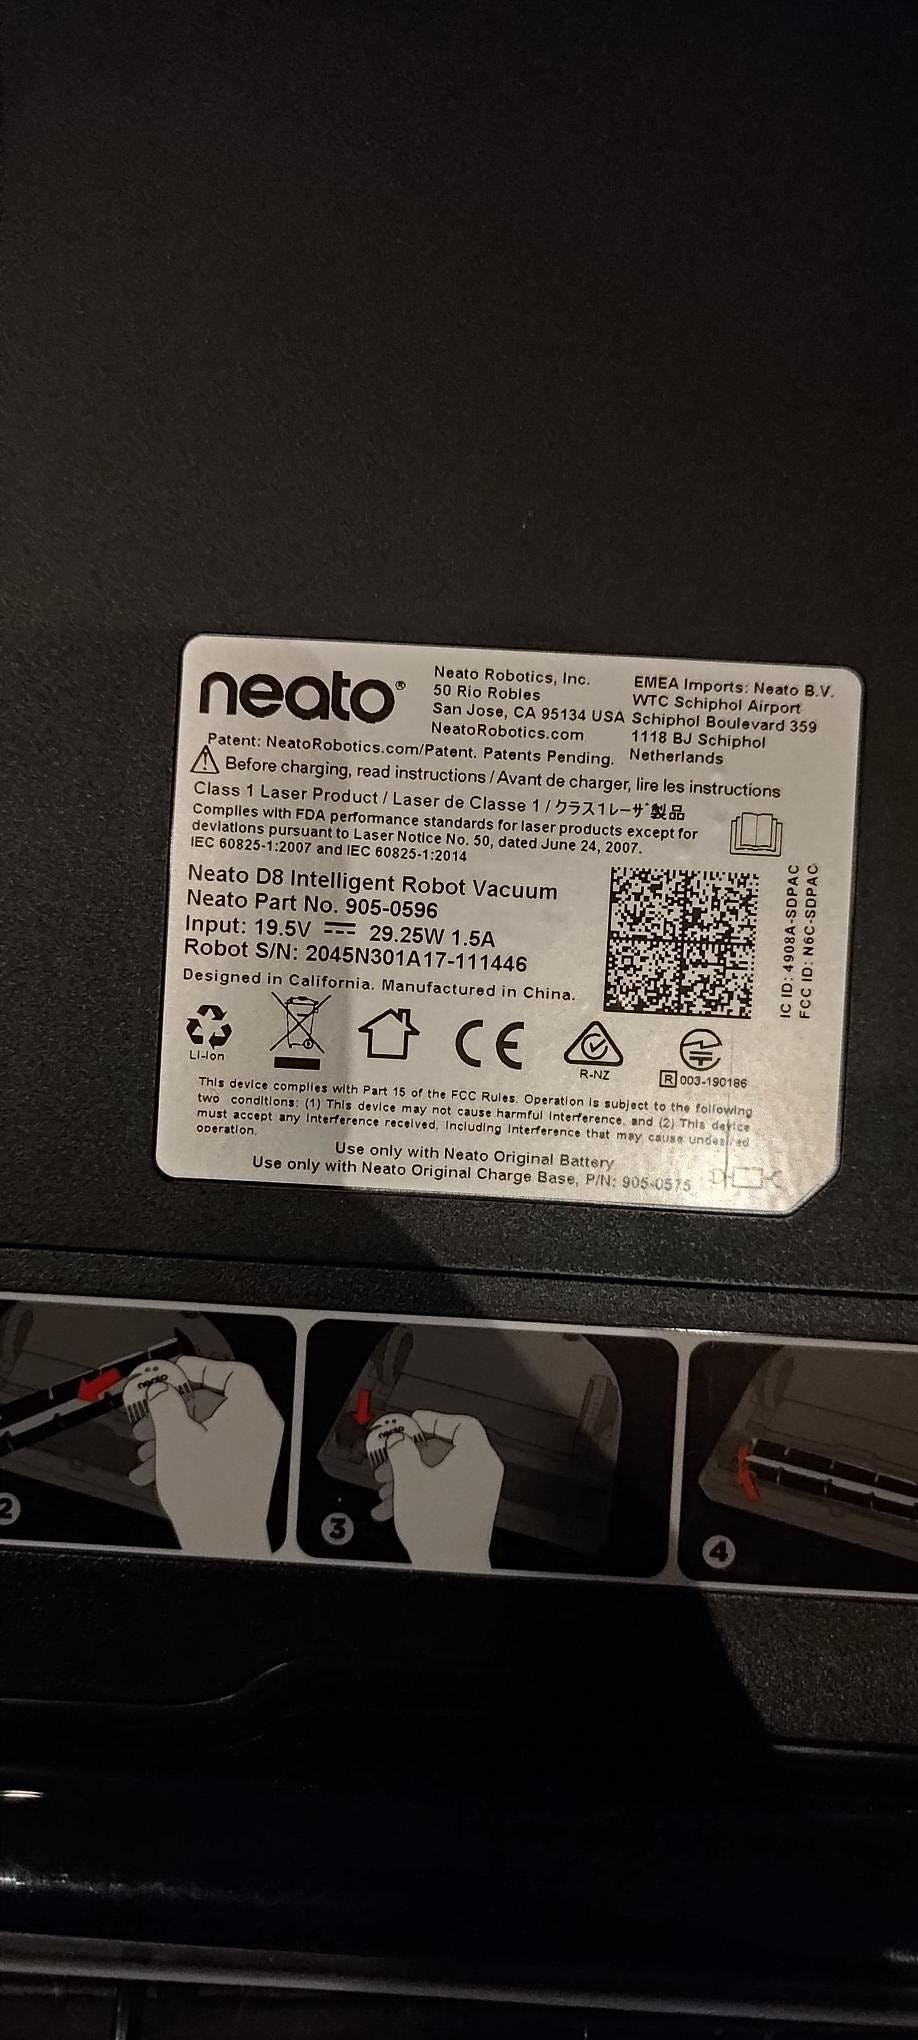 neato®
Neato Robotics, Inc.
50 Rio Robles
San Jose, CA 95134 USA
NeatoRobotics.com
EMEA Imports: Neato B.V.
WTC Schiphol Airport
Schiphol Boulevard 359
1118 BJ Schiphol
Netherlands
Patent: NeatoRobotics.com/Patent. Patents Pending.
Before charging, read instructions / Avant de charger, lire les instructions
Class 1 Laser Product / Laser de Classe 1 / クラス1レーザ製品
Complies with FDA performance standards for laser products except for
deviations pursuant to Laser Notice No. 50, dated June 24, 2007.
IEC 60825-1:2007 and IEC 60825-1:2014
Neato D8 Intelligent Robot Vacuum
Neato Part No. 905-0596
Input: 19.5V ⎓ 29.25W 1.5A
Robot S/N: 2045N301A17-111446
Designed in California. Manufactured in China.
IC ID: 4908A-SDPAC
FCC ID: N6C-SDPAC
Li-Ion
CE
R-NZ
R 003-190186
This device complies with Part 15 of the FCC Rules. Operation is subject to the following
two conditions: (1) This device may not cause harmful interference, and (2) This device
must accept any interference received, including interference that may cause undesired
operation.
Use only with Neato Original Battery
Use only with Neato Original Charge Base, P/N: 905-0575
neato
neato
2
3
4